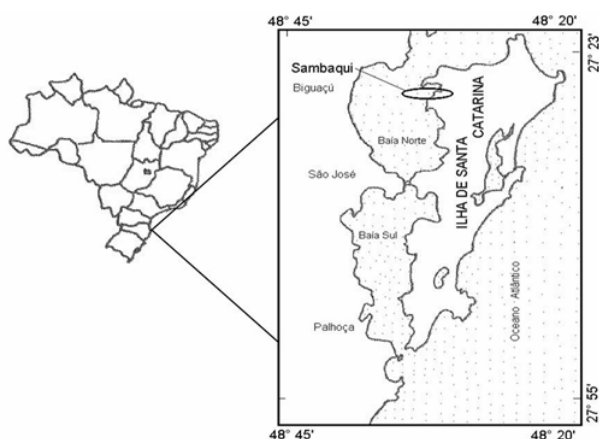 48° 45'
48° 20'
27° 23'
Sambaqui
Biguaçú
Baía Norte
São José
ILHA DE SANTA
CATARINA
Baía Sul
Oceano Atlântico
Palhoça
27° 55'
48° 45'
48° 20'